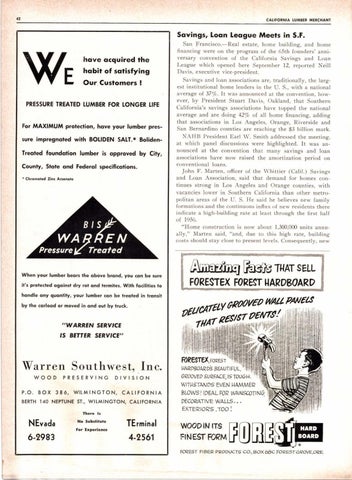 42
CALIFORNIA LUMBER MERCHANT
WE have acquired the
habit of satisfying
Our Customers !
PRESSURE TREATED LUMBER FOR LONGER LIFE
For MAXIMUM protection, have your lumber pres-
sure impregnated with BOLIDEN SALT.* Boliden-
Treated foundation lumber is approved by City,
County, State and Federal specifications.
* Chromated Zinc Arsenate
BIS
WARREN
Pressure Treated
When your lumber bears the above brand, you can be sure
it's protected against dry rot and termites. With facilities to
handle any quantity, your lumber can be treated in transit
by the carload or moved in and out by truck.
"WARREN SERVICE
IS BETTER SERVICE"
Warren Southwest, Inc.
WOOD PRESERVING DIVISION
P.O. BOX 386, WILMINGTON, CALIFORNIA
BERTH 140 NEPTUNE ST., WILMINGTON, CALIFORNIA
NEvada
6-2983
There is
No Substitute
For Experience
TErminal
4-2561
Savings, Loan League Meets in S.F.
San Francisco.—Real estate, home building, and home
financing were on the program of the 65th founders' anni-
versary convention of the California Savings and Loan
League which opened here September 12, reported Neill
Davis, executive vice-president.
Savings and loan associations are, traditionally, the larg-
est institutional home lenders in the U. S., with a national
average of 37%. It was announced at the convention, how-
ever, by President Stuart Davis, Oakland, that Southern
California's savings associations have topped the national
average and are doing 42% of all home financing, adding
that associations in Los Angeles, Orange, Riverside and
San Bernardino counties are reaching the $3 billion mark.
NAHB President Earl W. Smith addressed the meeting,
at which panel discussions were highlighted. It was an-
nounced at the convention that many savings and loan
associations have now raised the amortization period on
conventional loans.
John F. Marten, officer of the Whittier (Calif.) Savings
and Loan Association, said that demand for homes con-
tinues strong in Los Angeles and Orange counties, with
vacancies lower in Southern California than other metro-
politan areas of the U. S. He said he believes new family
formations and the continuous influx of new residents there
indicate a high-building rate at least through the first half
of 1956.
"Home construction is now about 1,300,000 units annu-
ally," Marten said "and, due to this high rate, building
costs should stay close to present levels. Consequently, new
Amazing Facts THAT SELL
FORESTEX FOREST HARDBOARD
DELICATELY GROOVED WALL PANELS
THAT RESIST DENTS!
FORESTEX, FOREST
HARDBOARDS BEAUTIFUL,
GROOVED SURFACE, IS TOUGH.
WITHSTANDS EVEN HAMMER
BLOWS! IDEAL FOR WAINSCOTING!
DECORATIVE WALLS...
EXTERIORS, TOO!
WOOD IN ITS
FINEST FORM
FOREST HARD
BOARD
FOREST FIBER PRODUCTS CO., BOX 68C FOREST GROVE, ORE.